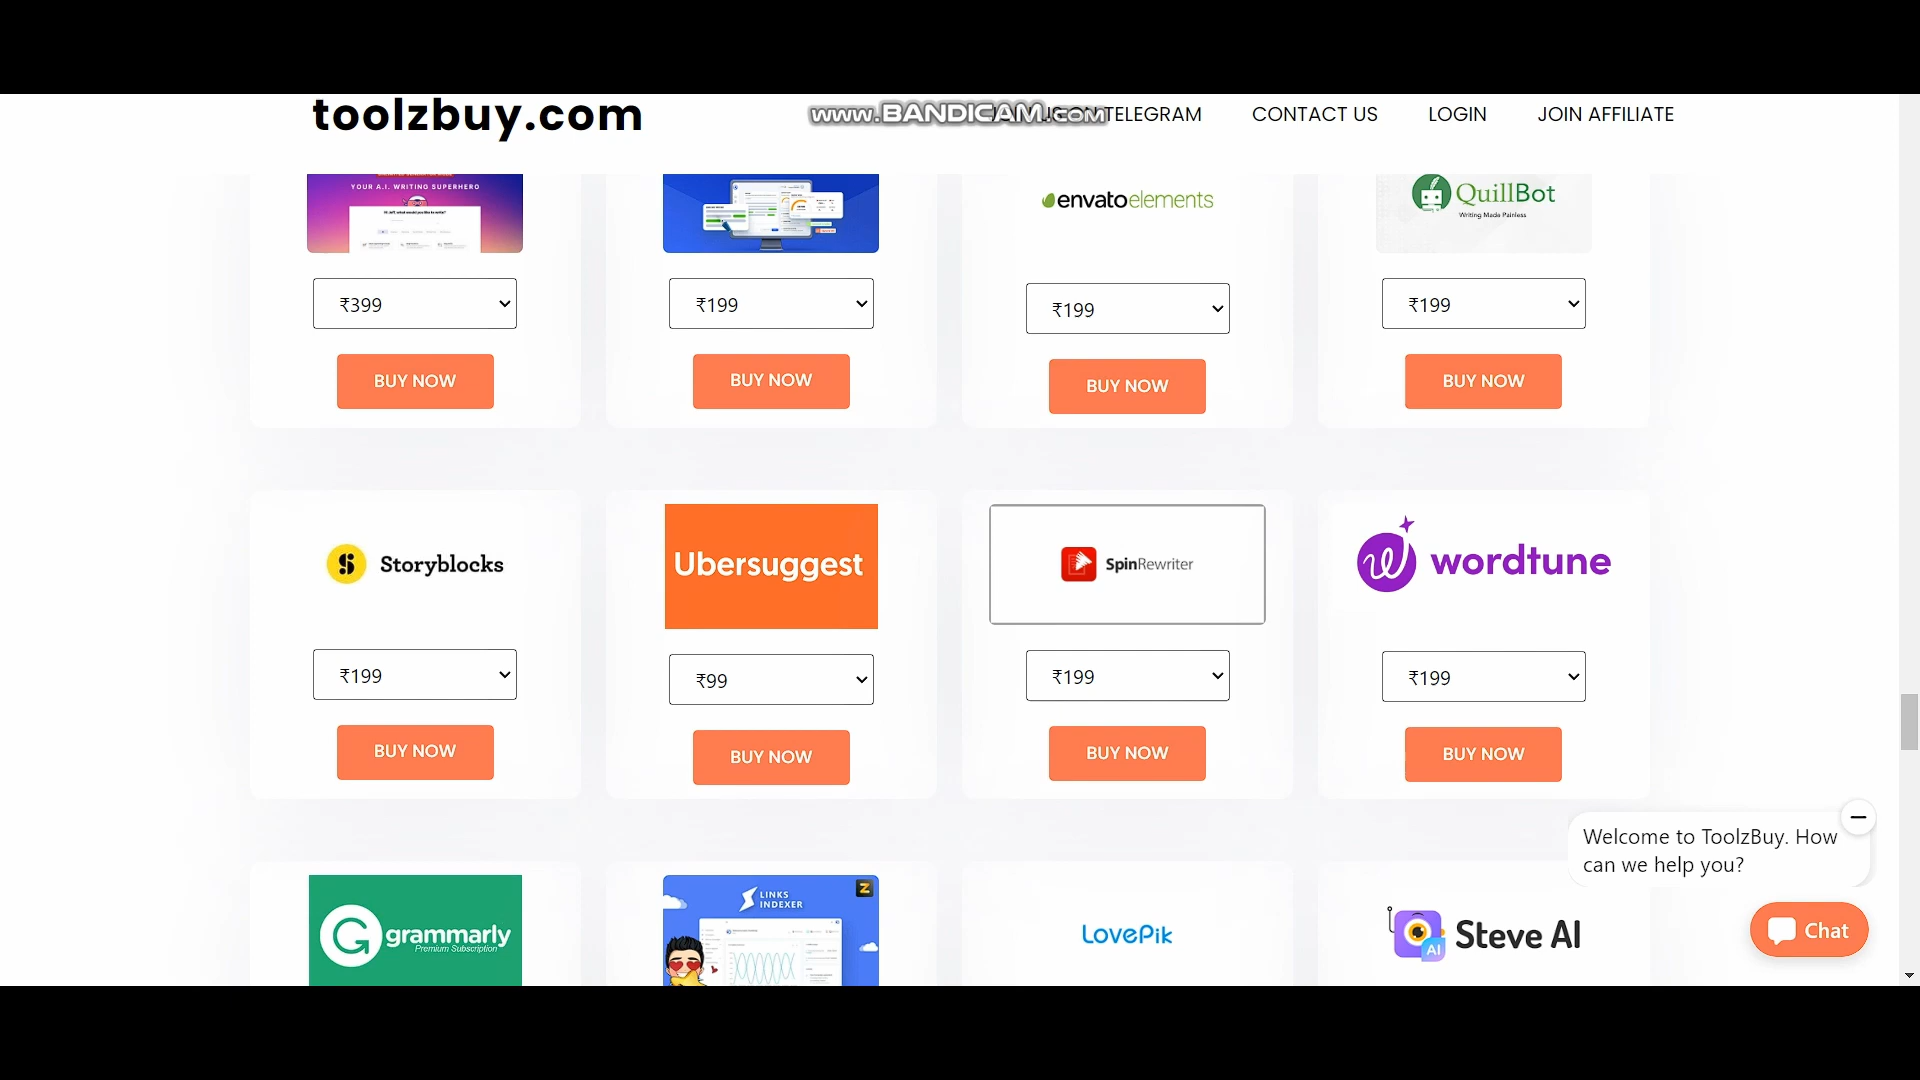 toolzbuy.com
www.BANDICAM.com
TELEGRAM
CONTACT US
LOGIN
JOIN AFFILIATE
YOUR A.I. WRITING SUPERHERO
envatoelements
QuillBot
Writing Made Painless
₹399
₹199
₹199
₹199
BUY NOW
BUY NOW
BUY NOW
BUY NOW
Storyblocks
Ubersuggest
SpinRewriter
wordtune
₹199
₹99
₹199
₹199
BUY NOW
BUY NOW
BUY NOW
BUY NOW
Welcome to ToolzBuy. How
can we help you?
grammarly
Premium Subscription
LINKS
INDEXER
LovePik
AI
Steve AI
Chat